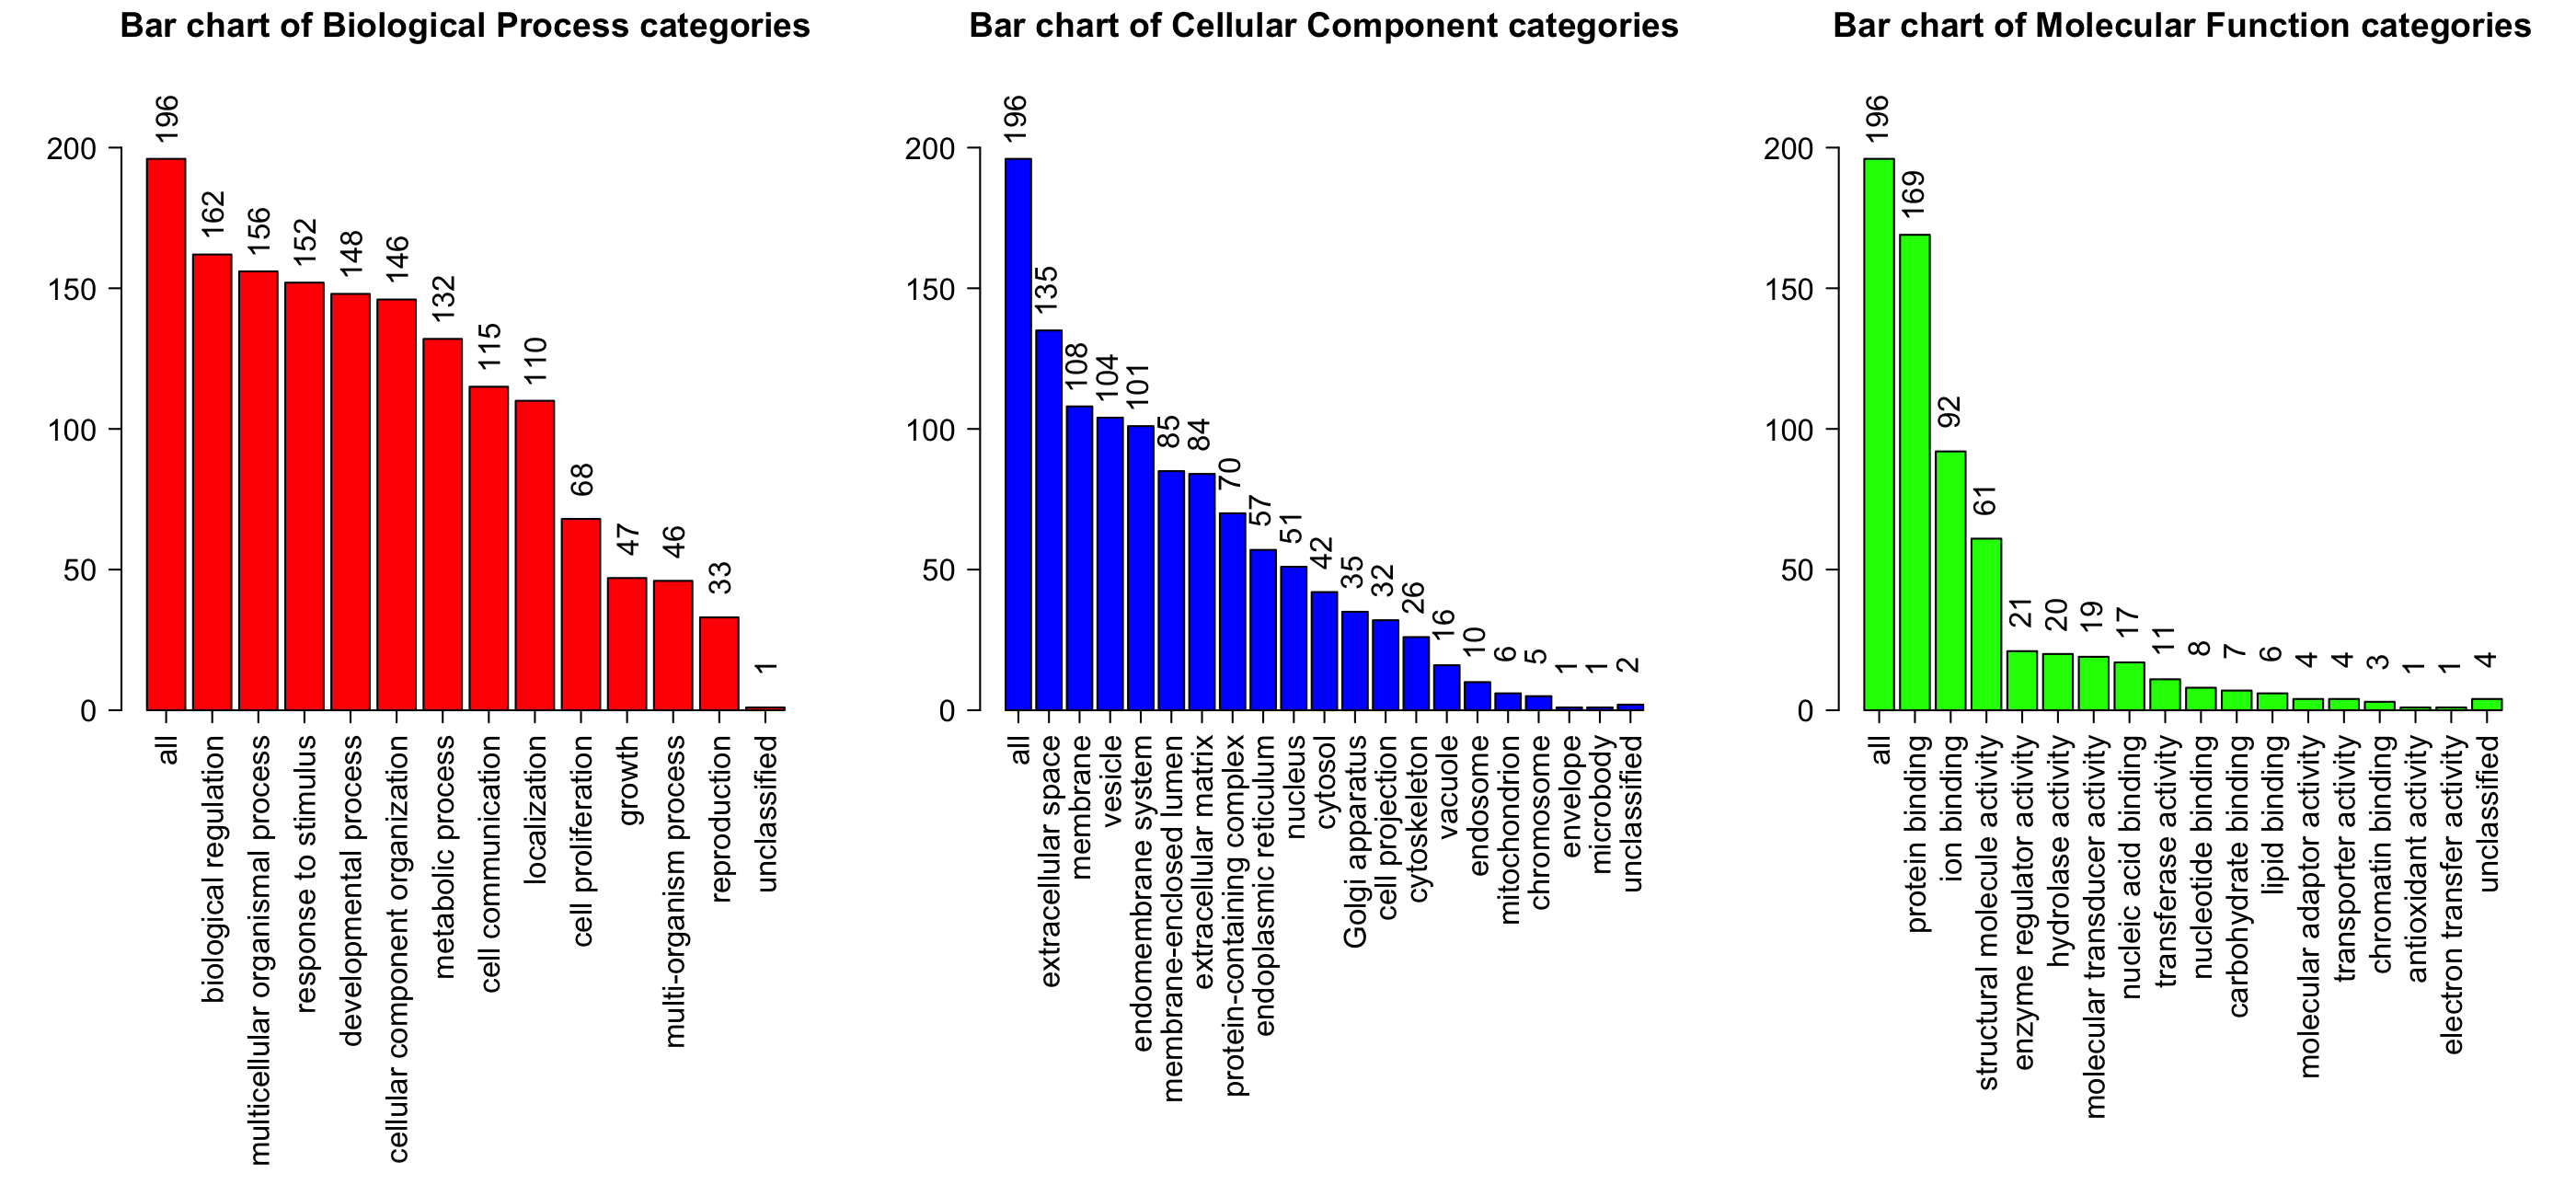 Bar chart of Biological Process categories
200
150
100
50
0
196
162
156
152
148
146
132
115
110
68
47
46
33
1
all
biological regulation
multicellular organismal process
response to stimulus
developmental process
cellular component organization
metabolic process
cell communication
localization
cell proliferation
growth
multi-organism process
reproduction
unclassified
Bar chart of Cellular Component categories
200
150
100
50
0
196
135
108
104
101
85
84
70
57
51
42
35
32
26
16
10
6
5
1
1
2
all
extracellular space
membrane
vesicle
endomembrane system
membrane-enclosed lumen
extracellular matrix
protein-containing complex
endoplasmic reticulum
nucleus
cytosol
Golgi apparatus
cell projection
cytoskeleton
vacuole
endosome
mitochondrion
chromosome
envelope
microbody
unclassified
Bar chart of Molecular Function categories
200
150
100
50
0
196
169
92
61
21
20
19
17
11
8
7
6
4
4
3
1
1
4
all
protein binding
ion binding
structural molecule activity
enzyme regulator activity
hydrolase activity
molecular transducer activity
nucleic acid binding
transferase activity
nucleotide binding
carbohydrate binding
lipid binding
molecular adaptor activity
transporter activity
chromatin binding
antioxidant activity
electron transfer activity
unclassified